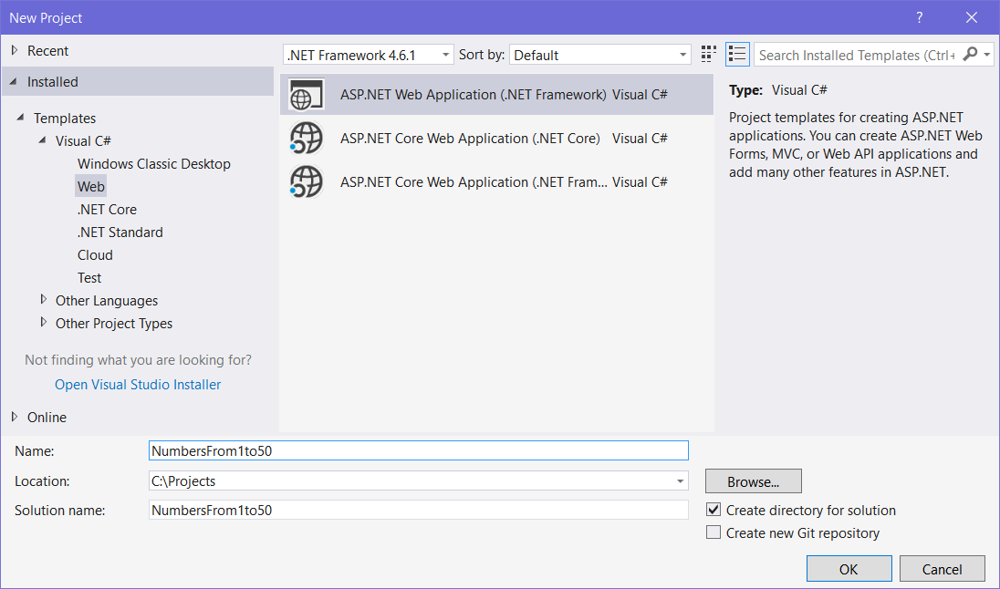 New Project
?
Recent
Installed
Templates
Visual C#
Windows Classic Desktop
Web
.NET Core
.NET Standard
Cloud
Test
Other Languages
Other Project Types
Not finding what you are looking for?
Open Visual Studio Installer
Online
.NET Framework 4.6.1 Sort by: Default
Search Installed Templates (Ctrl+
ASP.NET Web Application (.NET Framework) Visual C#
ASP.NET Core Web Application (.NET Core) Visual C#
ASP.NET Core Web Application (.NET Fram... Visual C#
Type: Visual C#
Project templates for creating ASP.NET
applications. You can create ASP.NET Web
Forms, MVC, or Web API applications and
add many other features in ASP.NET.
Name: NumbersFrom1to50
Location: C:\Projects Browse...
Solution name: NumbersFrom1to50
Create directory for solution
Create new Git repository
OK Cancel